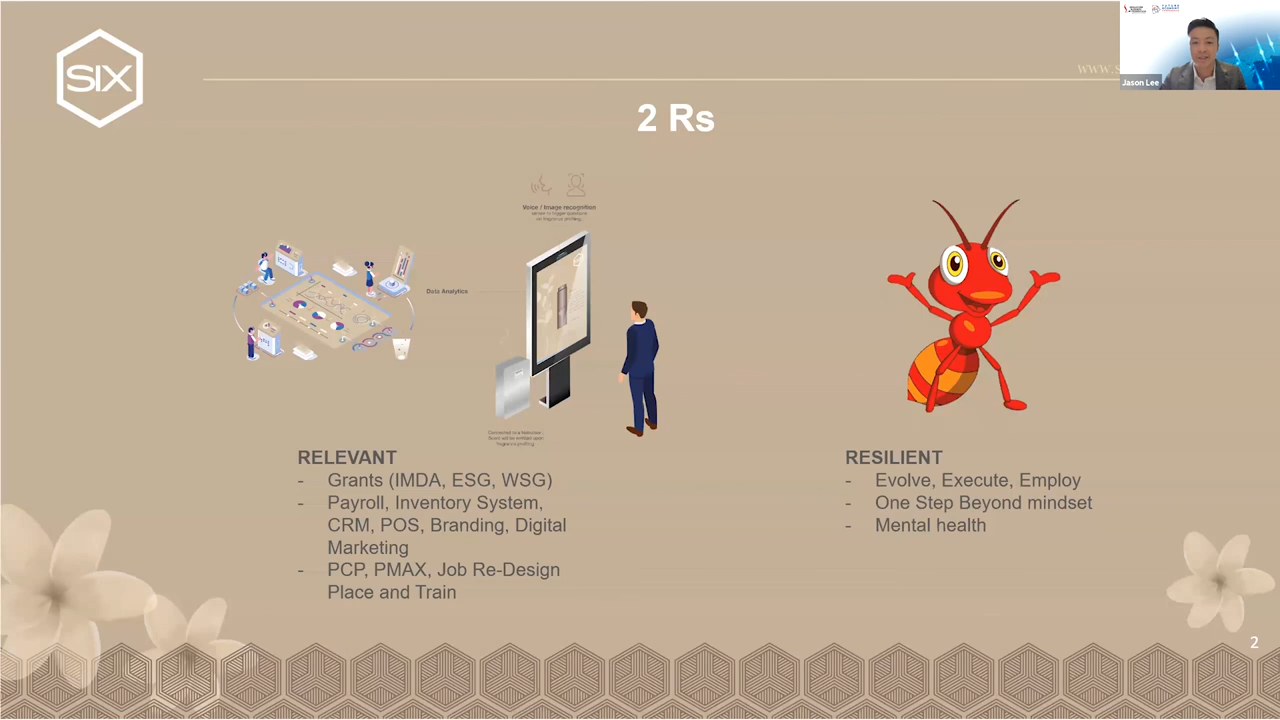 SIX
www.s
Jason Lee
2 Rs
Voice / Image recognition
Data Analytics
RELEVANT
- Grants (IMDA, ESG, WSG)
- Payroll, Inventory System,
CRM, POS, Branding, Digital
Marketing
- PCP, PMAX, Job Re-Design
Place and Train
RESILIENT
- Evolve, Execute, Employ
- One Step Beyond mindset
- Mental health
2